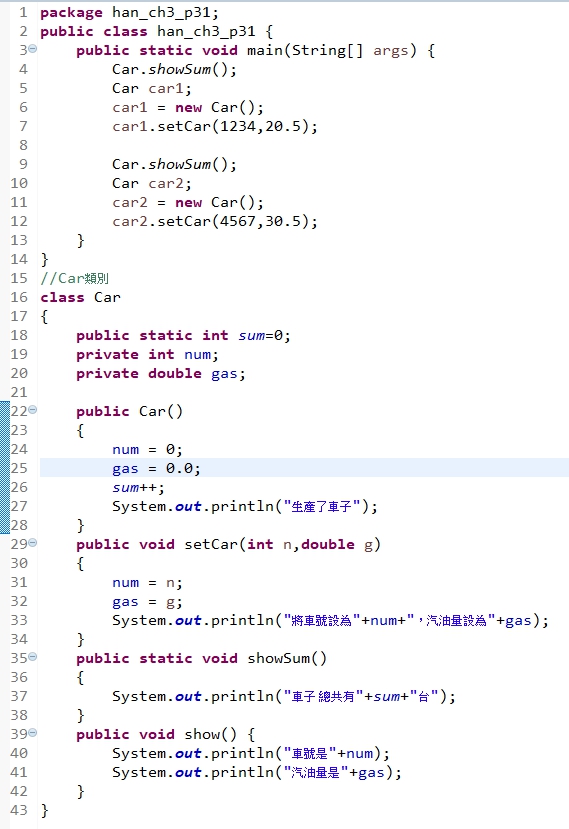 1 package han_ch3_p31;
2 public class han_ch3_p31 {
3 public static void main(String[] args) {
4 Car.showSum();
5 Car car1;
6 car1 = new Car();
7 car1.setCar(1234,20.5);
8
9 Car.showSum();
10 Car car2;
11 car2 = new Car();
12 car2.setCar(4567,30.5);
13 }
14 }
15 //Car類別
16 class Car
17 {
18 public static int sum=0;
19 private int num;
20 private double gas;
21
22 public Car()
23 {
24 num = 0;
25 gas = 0.0;
26 sum++;
27 System.out.println("生產了車子");
28 }
29 public void setCar(int n,double g)
30 {
31 num = n;
32 gas = g;
33 System.out.println("將車號設為"+num+"，汽油量設為"+gas);
34 }
35 public static void showSum()
36 {
37 System.out.println("車子總共有"+sum+"台");
38 }
39 public void show() {
40 System.out.println("車號是"+num);
41 System.out.println("汽油量是"+gas);
42 }
43 }